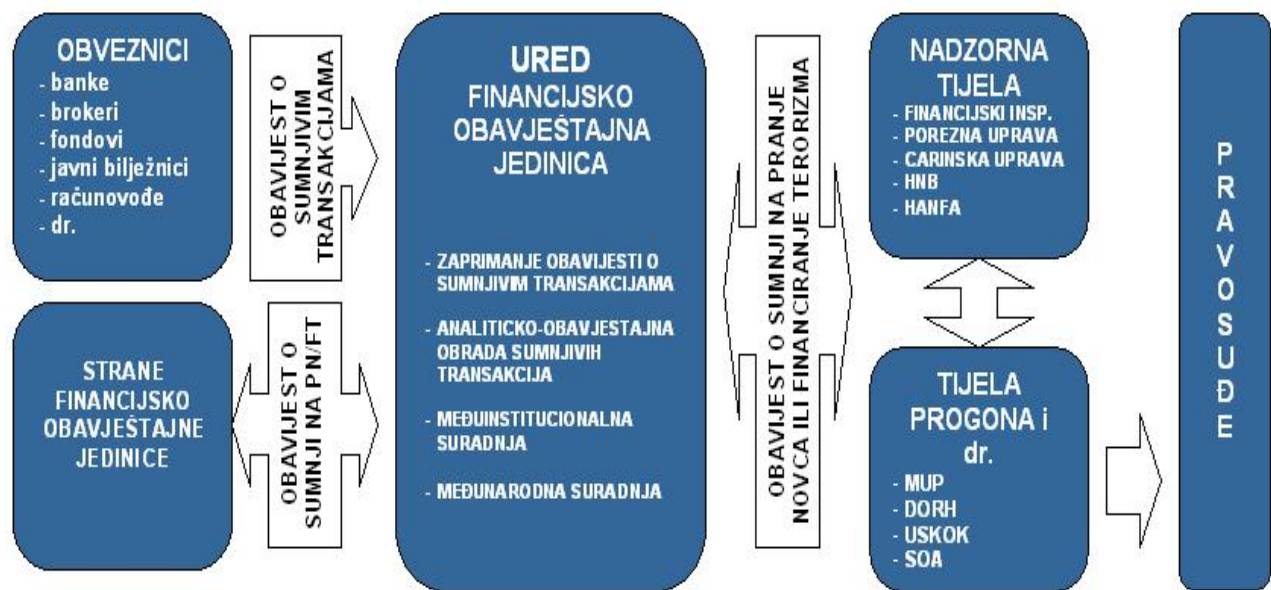 OBVEZNICI
- banke
- brokeri
- fondovi
- javni bilježnici
- računovođe
- dr.
OBAVIJEST O
SUMNJIVIM
TRANSAKCIJAMA
STRANE
FINANCIJSKO
OBAVJEŠTAJNE
JEDINICE
OBAVIJEST O
SUMNJI NA PN/FT
URED
FINANCIJSKO
OBAVJEŠTAJNA
JEDINICA
- ZAPRIMANJE OBAVIJESTI O
SUMNJIVIM TRANSAKCIJAMA
- ANALITICKO-OBAVJESTAJNA
OBRADA SUMNJIVIH
TRANSAKCIJA
- MEĐUINSTITUCIONALNA
SURADNJA
- MEĐUNARODNA SURADNJA
OBAVIJEST O SUMNJI NA PRANJE
NOVCA ILI FINANCIRANJE TERORIZMA
NADZORNA
TIJELA
- FINANCIJSKI INSP.
- POREZNA UPRAVA
- CARINSKA UPRAVA
- HNB
- HANFA
TIJELA
PROGONA i
dr.
- MUP
- DORH
- USKOK
- SOA
PRAVOSUĐE